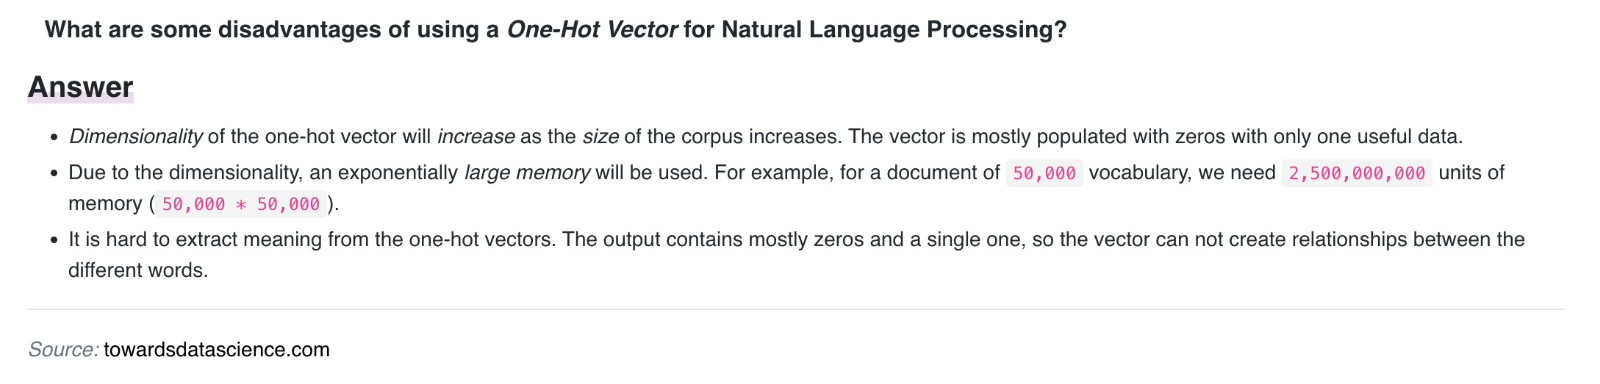 What are some disadvantages of using a One-Hot Vector for Natural Language Processing?
Answer
• Dimensionality of the one-hot vector will increase as the size of the corpus increases. The vector is mostly populated with zeros with only one useful data.
• Due to the dimensionality, an exponentially large memory will be used. For example, for a document of 50,000 vocabulary, we need 2,500,000,000 units of
memory ( 50,000 * 50,000 ).
• It is hard to extract meaning from the one-hot vectors. The output contains mostly zeros and a single one, so the vector can not create relationships between the
different words.
Source: towardsdatascience.com